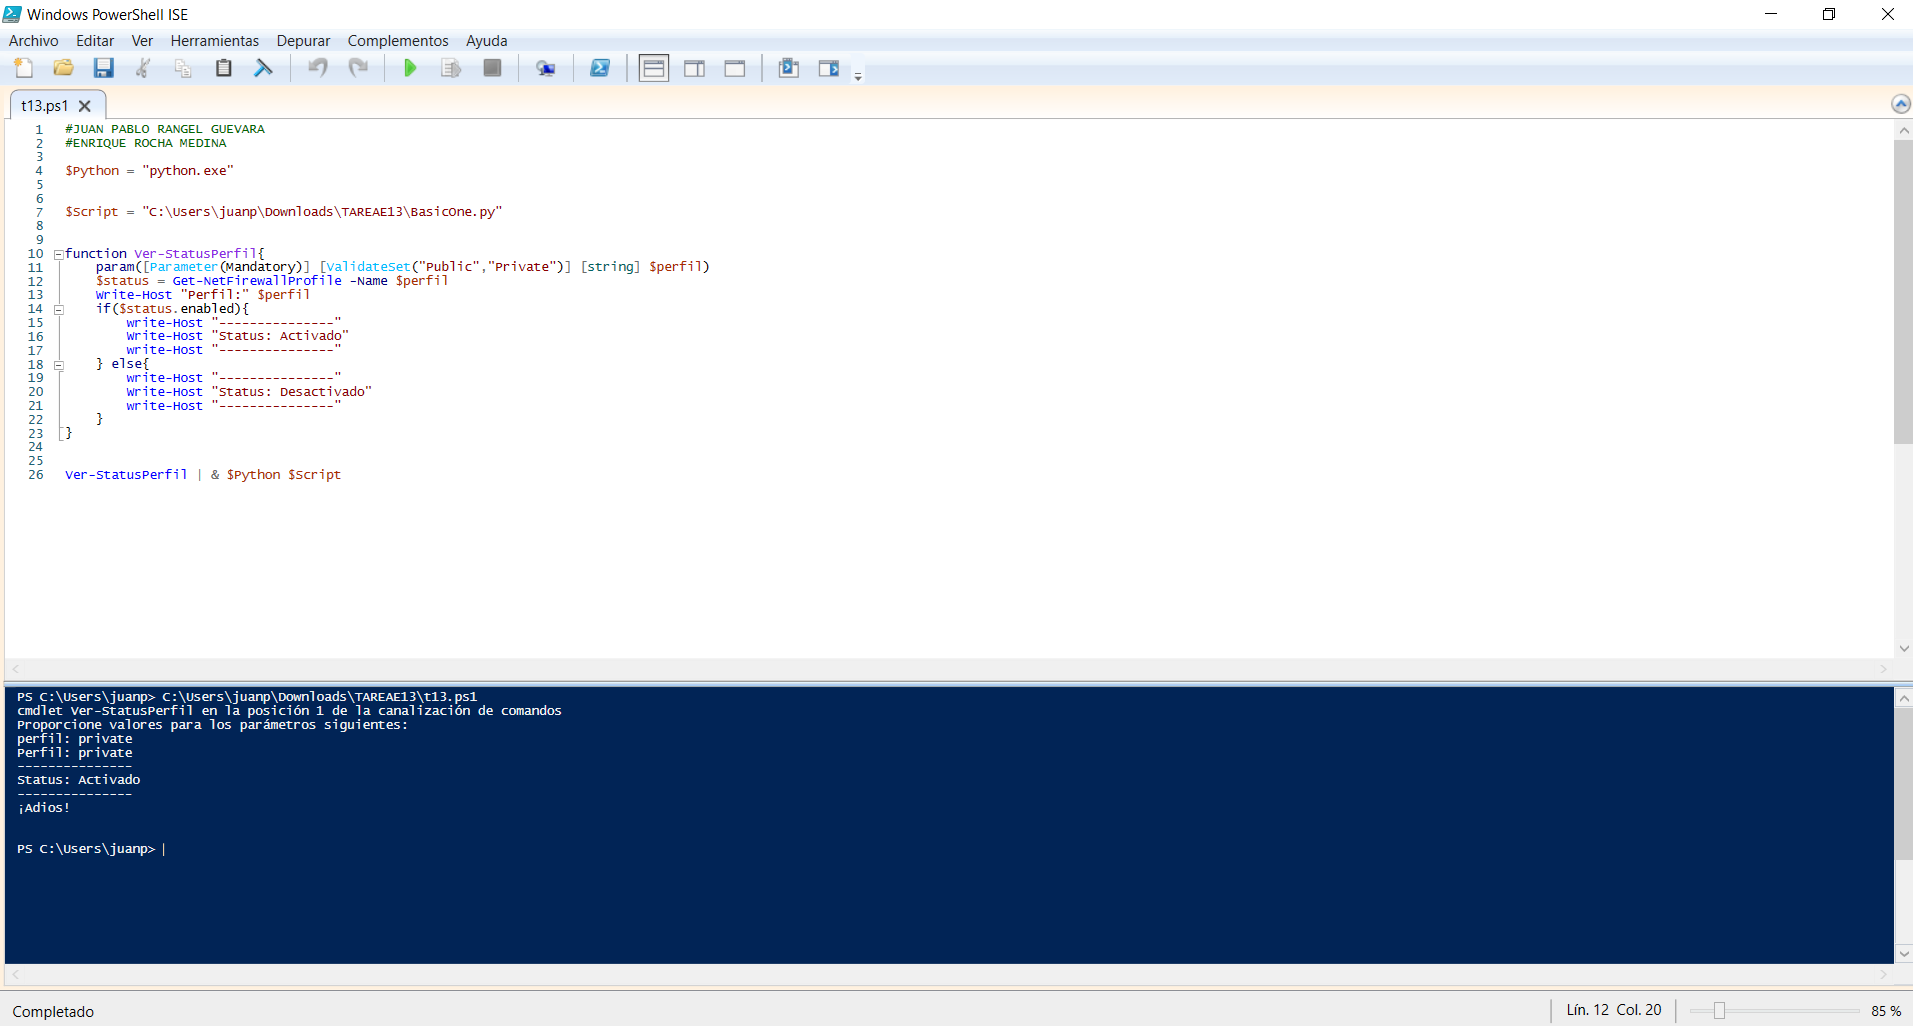 Windows PowerShell ISE
Archivo Editar Ver Herramientas Depurar Complementos Ayuda
t13.ps1
1 #JUAN PABLO RANGEL GUEVARA
2 #ENRIQUE ROCHA MEDINA
3
4 $Python = "python.exe"
5
6
7 $Script = "C:\Users\juanp\Downloads\TAREAE13\BasicOne.py"
8
9
10 function Ver-StatusPerfil{
11 param([Parameter(Mandatory)] [ValidateSet("Public","Private")] [string] $perfil)
12 $status = Get-NetFirewallProfile -Name $perfil
13 Write-Host "Perfil:" $perfil
14 if($status.enabled){
15 Write-Host "---------------"
16 Write-Host "Status: Activado"
17 Write-Host "---------------"
18 } else{
19 Write-Host "---------------"
20 Write-Host "Status: Desactivado"
21 Write-Host "---------------"
22 }
23 }
24
25
26 Ver-StatusPerfil | & $Python $Script
PS C:\Users\juanp> C:\Users\juanp\Downloads\TAREAE13\t13.ps1
cmdlet Ver-StatusPerfil en la posición 1 de la canalización de comandos
Proporcione valores para los parámetros siguientes:
perfil: private
Perfil: private
---------------
Status: Activado
---------------
¡Adios!
PS C:\Users\juanp>
Completado
Lín. 12 Col. 20
85 %